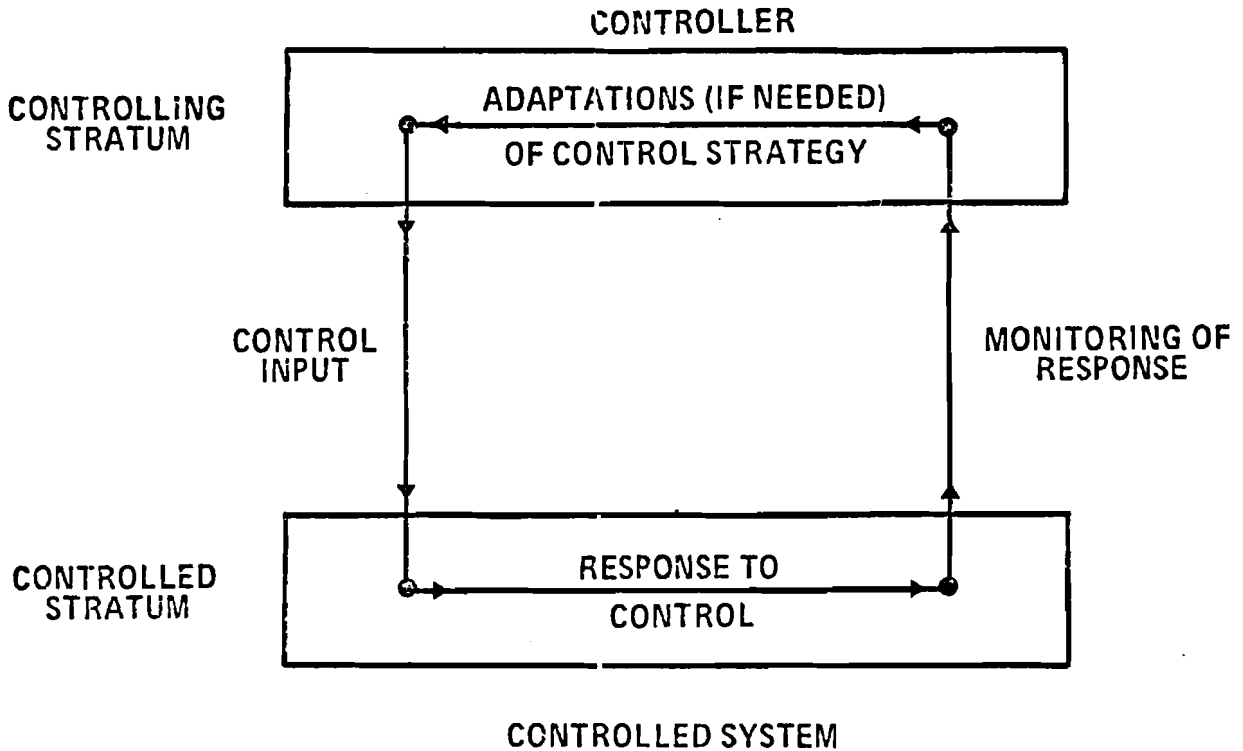 CONTROLLER
CONTROLLING
STRATUM
ADAPTATIONS (IF NEEDED)
OF CONTROL STRATEGY
CONTROL
INPUT
MONITORING OF
RESPONSE
CONTROLLED
STRATUM
RESPONSE TO
CONTROL
CONTROLLED SYSTEM